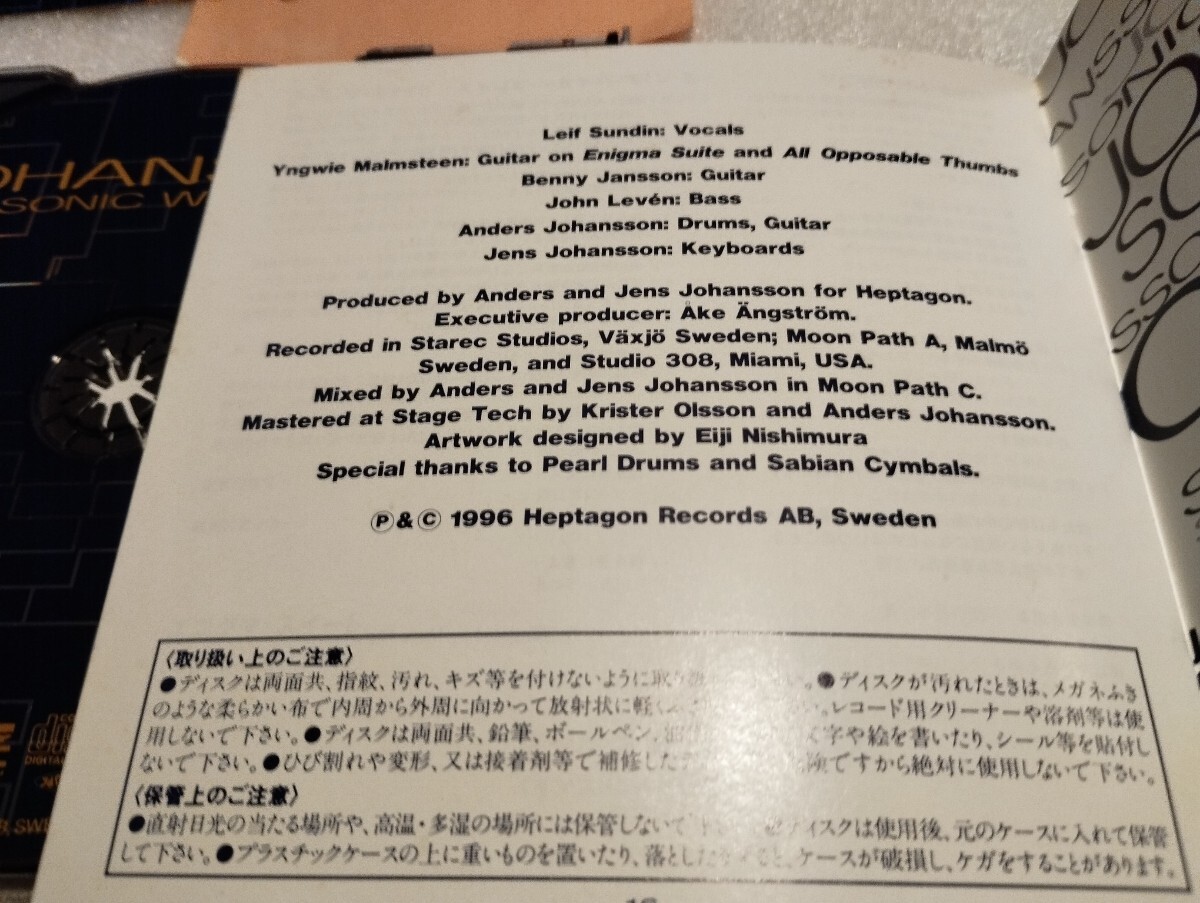 OHANS
SONIC W
Leif Sundin: Vocals
Yngwie Malmsteen: Guitar on Enigma Suite and All Opposable Thumbs
Benny Jansson: Guitar
John Levén: Bass
Anders Johansson: Drums, Guitar
Jens Johansson: Keyboards
Produced by Anders and Jens Johansson for Heptagon.
Executive producer: Åke Ängström.
Recorded in Starec Studios, Växjö Sweden; Moon Path A, Malmö
Sweden, and Studio 308, Miami, USA.
Mixed by Anders and Jens Johansson in Moon Path C.
Mastered at Stage Tech by Krister Olsson and Anders Johansson.
Artwork designed by Eiji Nishimura
Special thanks to Pearl Drums and Sabian Cymbals.
Ⓟ&Ⓒ 1996 Heptagon Records AB, Sweden
〈取り扱い上のご注意〉
●ディスクは両面共、指紋、汚れ、キズ等を付けないように取り 。●ディスクが汚れたときは、メガネふき
のような柔らかい布で内周から外周に向かって放射状に軽く 。レコード用クリーナーや溶剤等は使
用しないで下さい。●ディスクは両面共、鉛筆、ボールペン、 文字や絵を書いたり、シール等を貼付し
ないで下さい。●ひび割れや変形、又は接着剤等で補修した 険ですから絶対に使用しないで下さい。
〈保管上のご注意〉
●直射日光の当たる場所や、高温・多湿の場所には保管しないで ディスクは使用後、元のケースに入れて保管
して下さい。●プラスチックケースの上に重いものを置いたり、落としたり ケースが破損し、ケガをすることがあります。